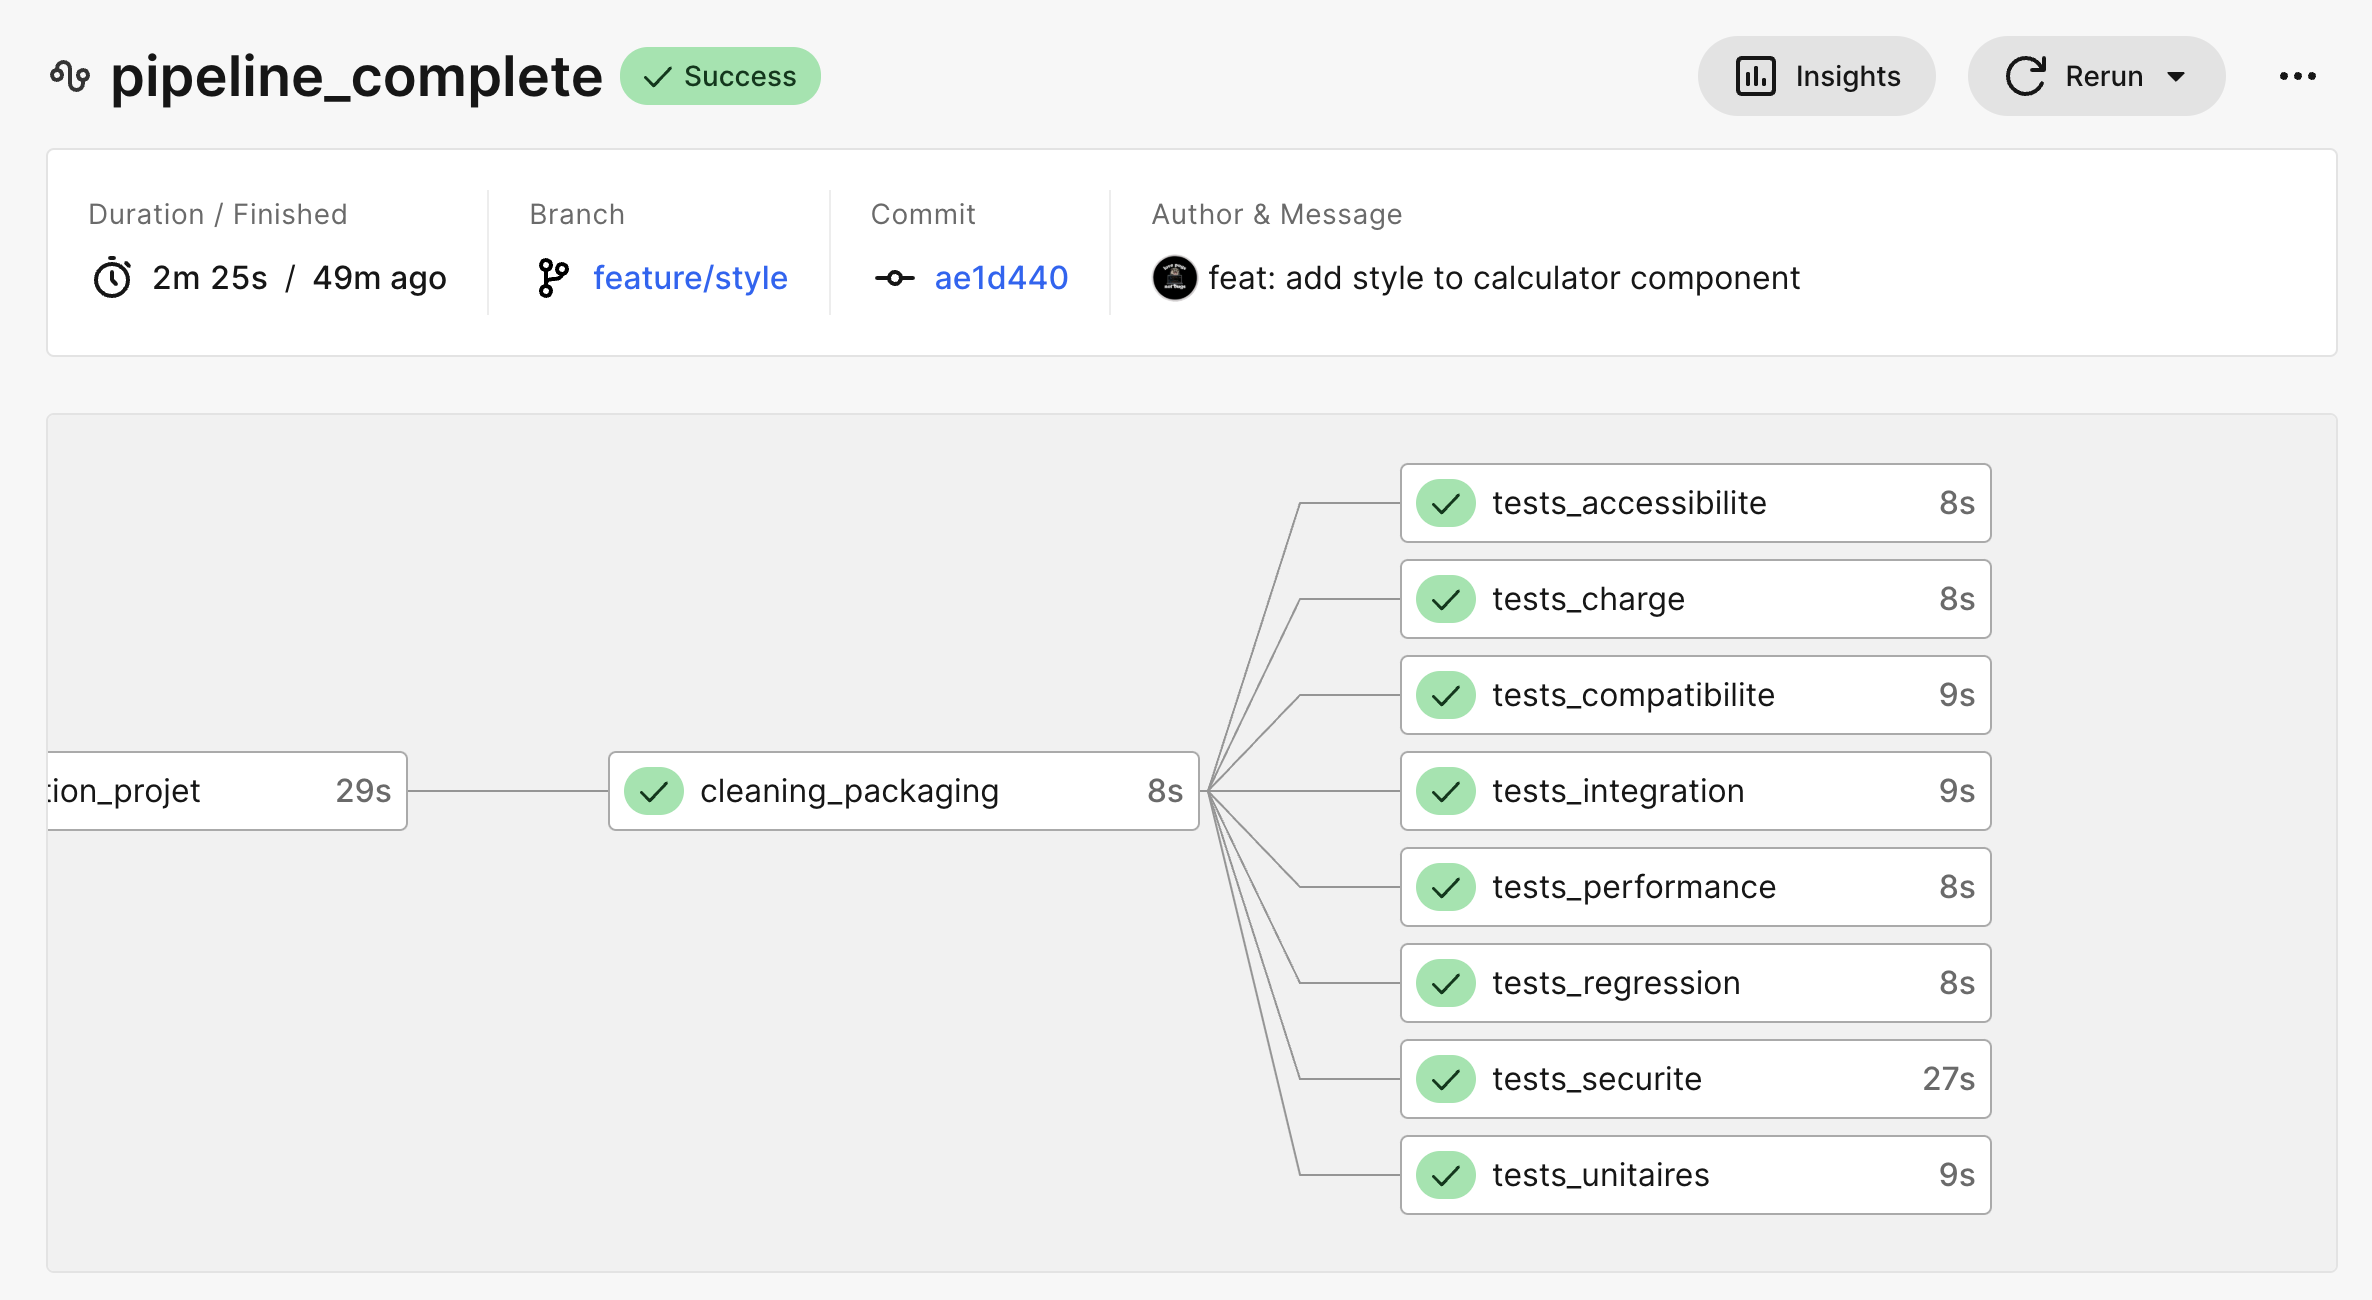 pipeline_complete Success Insights Rerun
Duration / Finished Branch Commit Author & Message
2m 25s / 49m ago feature/style ae1d440 feat: add style to calculator component
tests_accessibilite 8s
tests_charge 8s
tests_compatibilite 9s
tion_projet 29s cleaning_packaging 8s tests_integration 9s
tests_performance 8s
tests_regression 8s
tests_securite 27s
tests_unitaires 9s